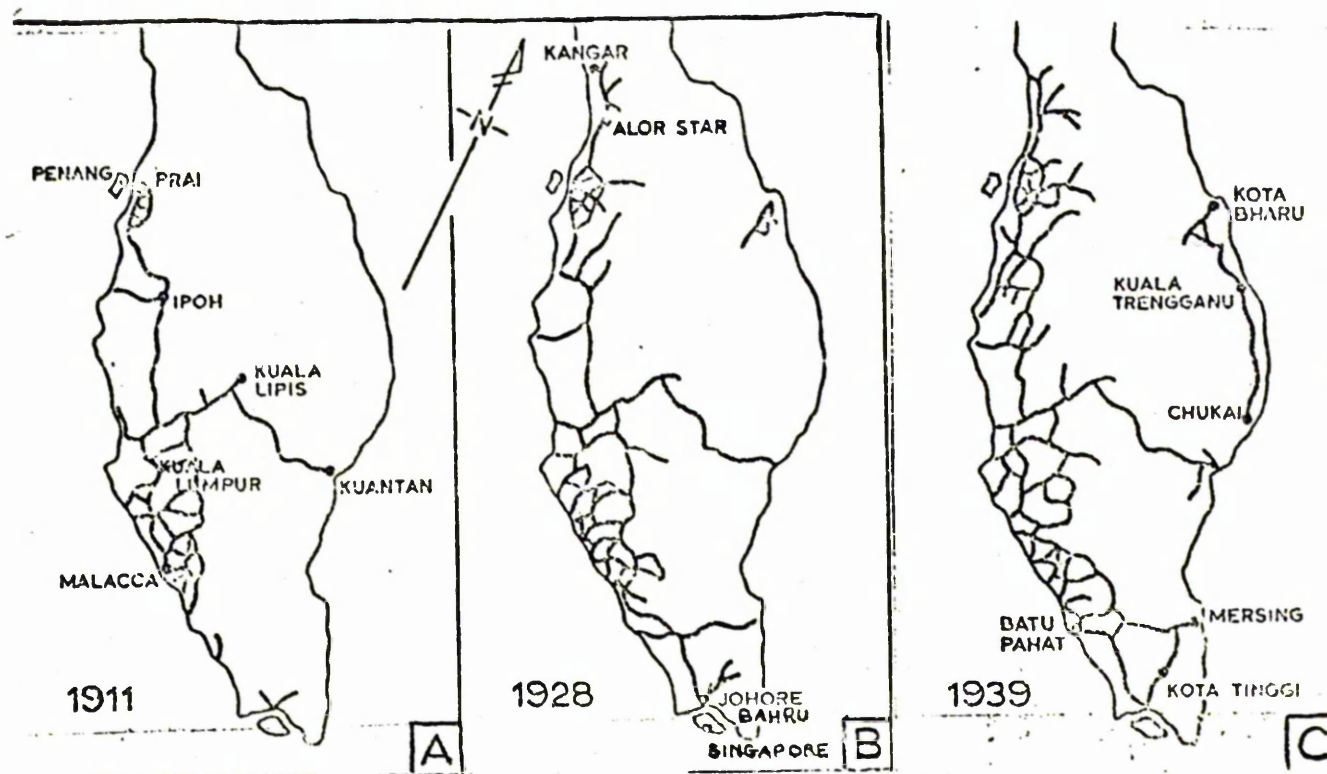 PENANG
PRAI
IPOH
KUALA
LIPIS
KUALA
LUMPUR
KUANTAN
MALACCA
1911
A
N
KANGAR
ALOR STAR
JOHORE
BAHRU
SINGAPORE
1928
B
KOTA
BHARU
KUALA
TRENGGANU
CHUKAI
BATU
PAHAT
MERSING
KOTA TINGGI
1939
C